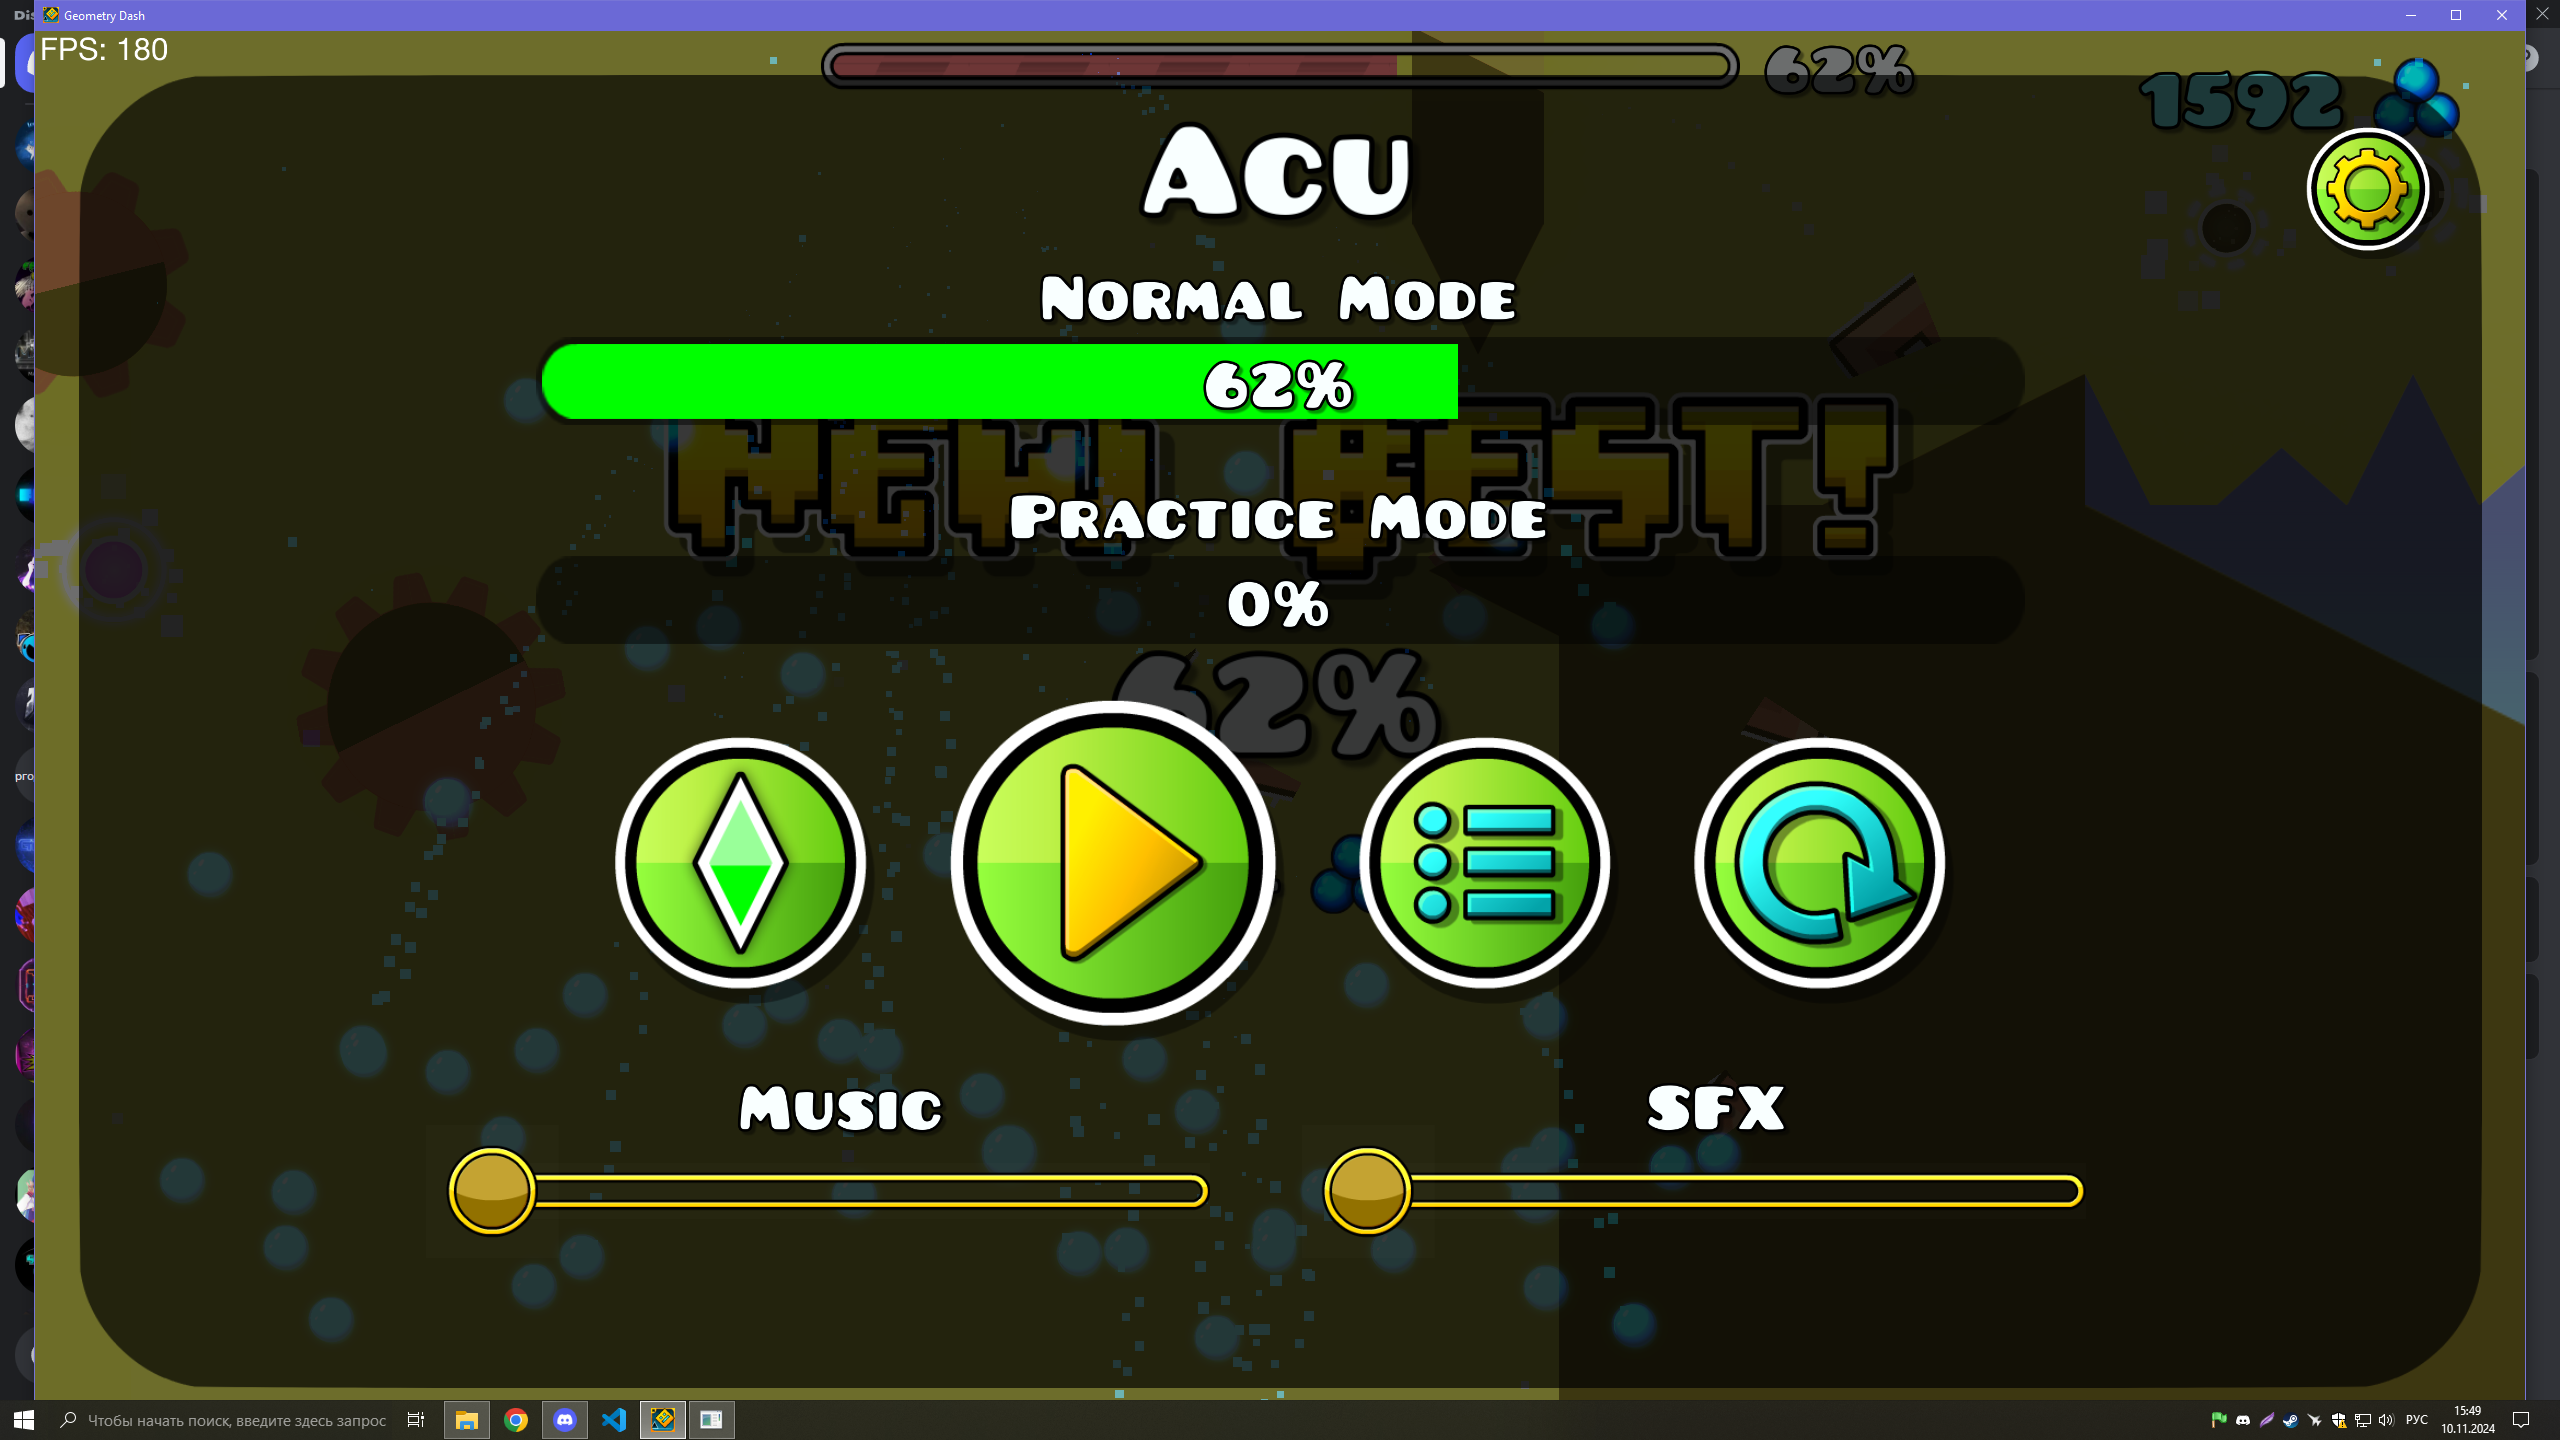 Geometry Dash
FPS: 180
62%
1592
Acu
Normal Mode
62%
NEW BEST!
Practice Mode
0%
62%
Music
SFX
Чтобы начать поиск, введите здесь запрос
РУС
15:49
10.11.2024